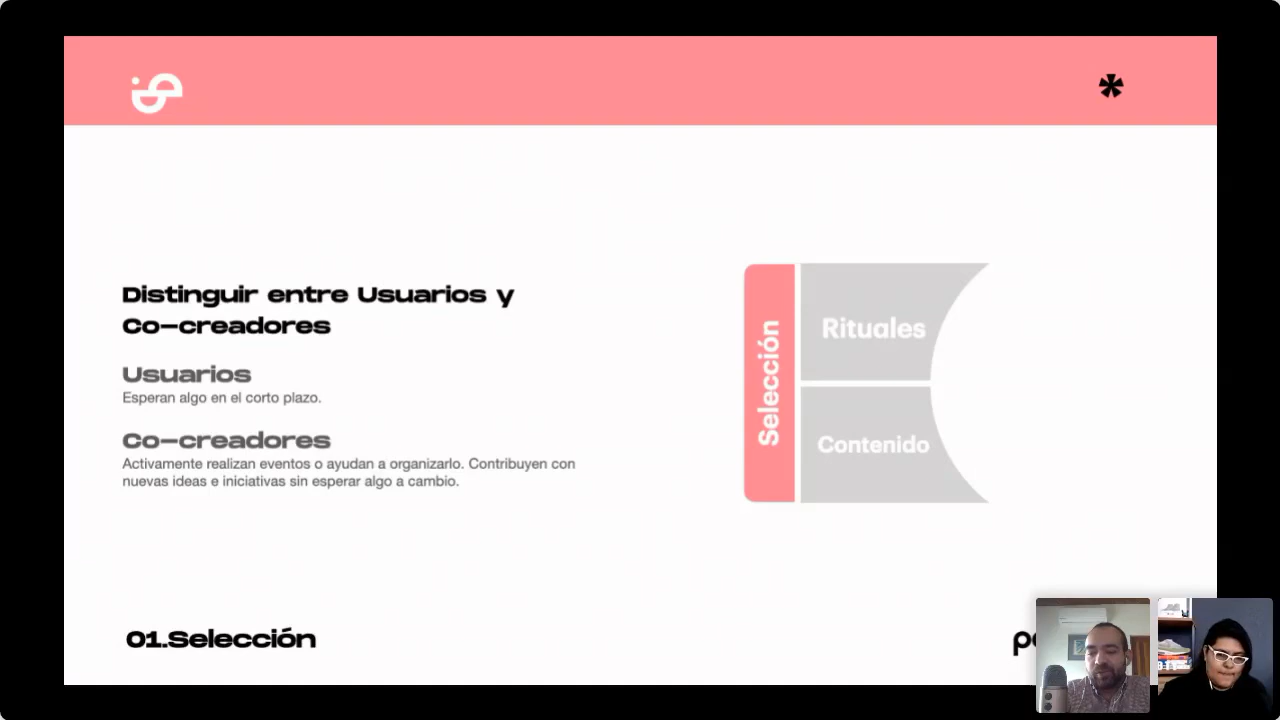 Distinguir entre Usuarios y
Co-creadores
Usuarios
Esperan algo en el corto plazo.
Co-creadores
Activamente realizan eventos o ayudan a organizarlo. Contribuyen con
nuevas ideas e iniciativas sin esperar algo a cambio.
Selección
Rituales
Contenido
01.Selección